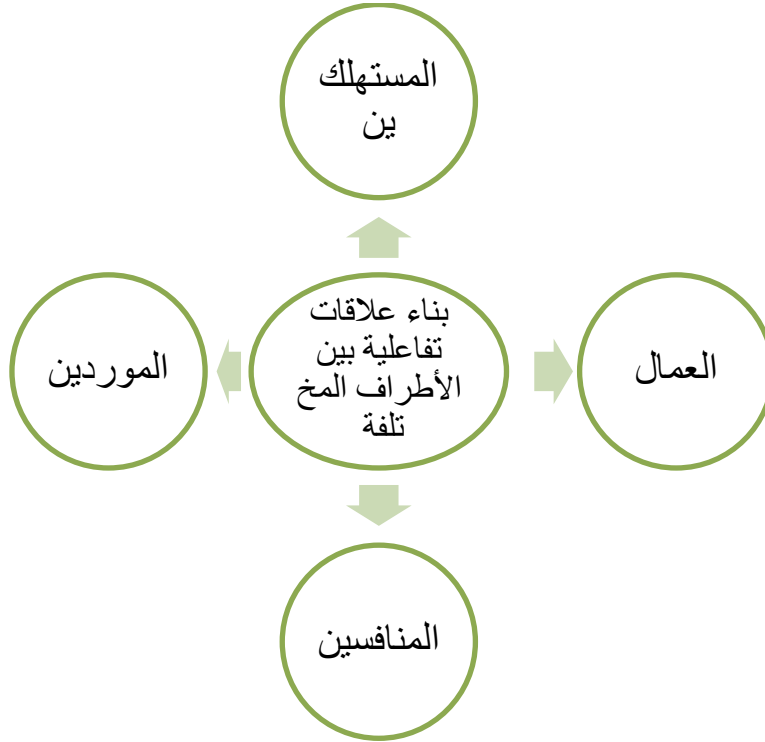 المستهلك
ين
بناء علاقات
تفاعلية بين
الأطراف المخ
تلفة
العمال
الموردين
المنافسين